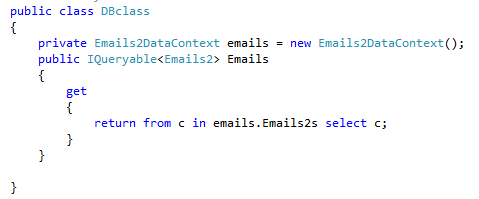 public class DBclass
{
    private Emails2DataContext emails = new Emails2DataContext();
    public IQueryable<Emails2> Emails
    {
        get
        {
            return from c in emails.Emails2s select c;
        }
    }
}